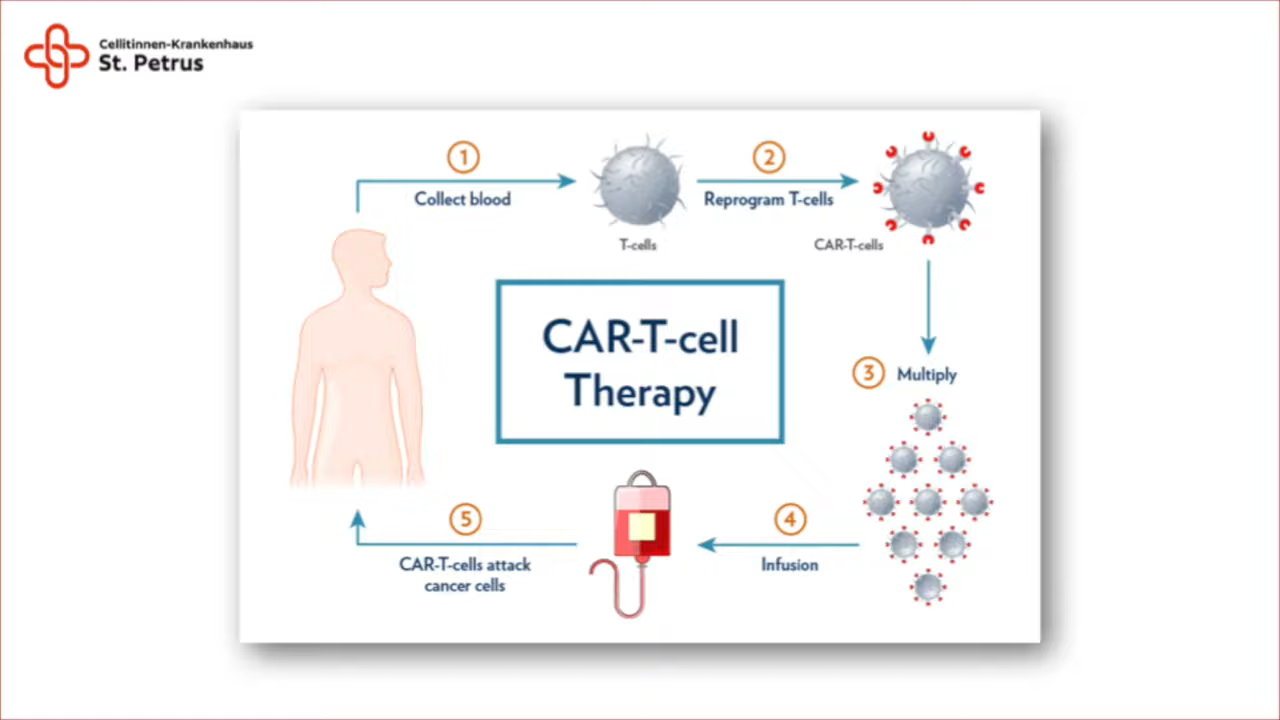 Cellitinnen-Krankenhaus
St. Petrus
1
Collect blood
T-cells
2
Reprogram T-cells
CAR-T-cells
3
Multiply
CAR-T-cell
Therapy
4
Infusion
5
CAR-T-cells attack
cancer cells